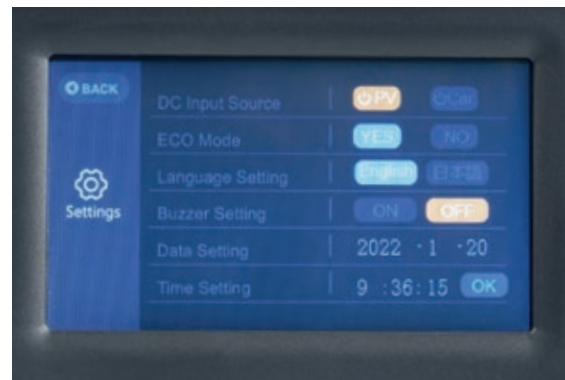 BACK
Settings
DC Input Source PV Car
ECO Mode YES NO
Language Setting English 日本語
Buzzer Setting ON OFF
Data Setting 2022 - 1 - 20
Time Setting 9 : 36 : 15 OK